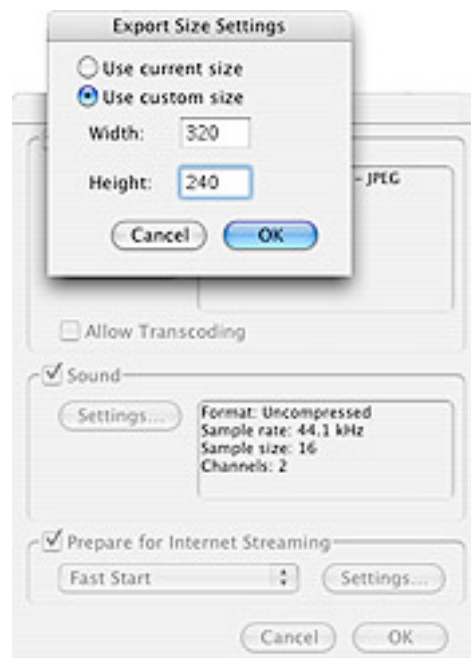 Export Size Settings
Use current size
Use custom size
Width: 320
Height: 240
Cancel OK
- JPEG
Allow Transcoding
Sound
Settings...
Format: Uncompressed
Sample rate: 44.1 kHz
Sample size: 16
Channels: 2
Prepare for Internet Streaming
Fast Start Settings...
Cancel OK